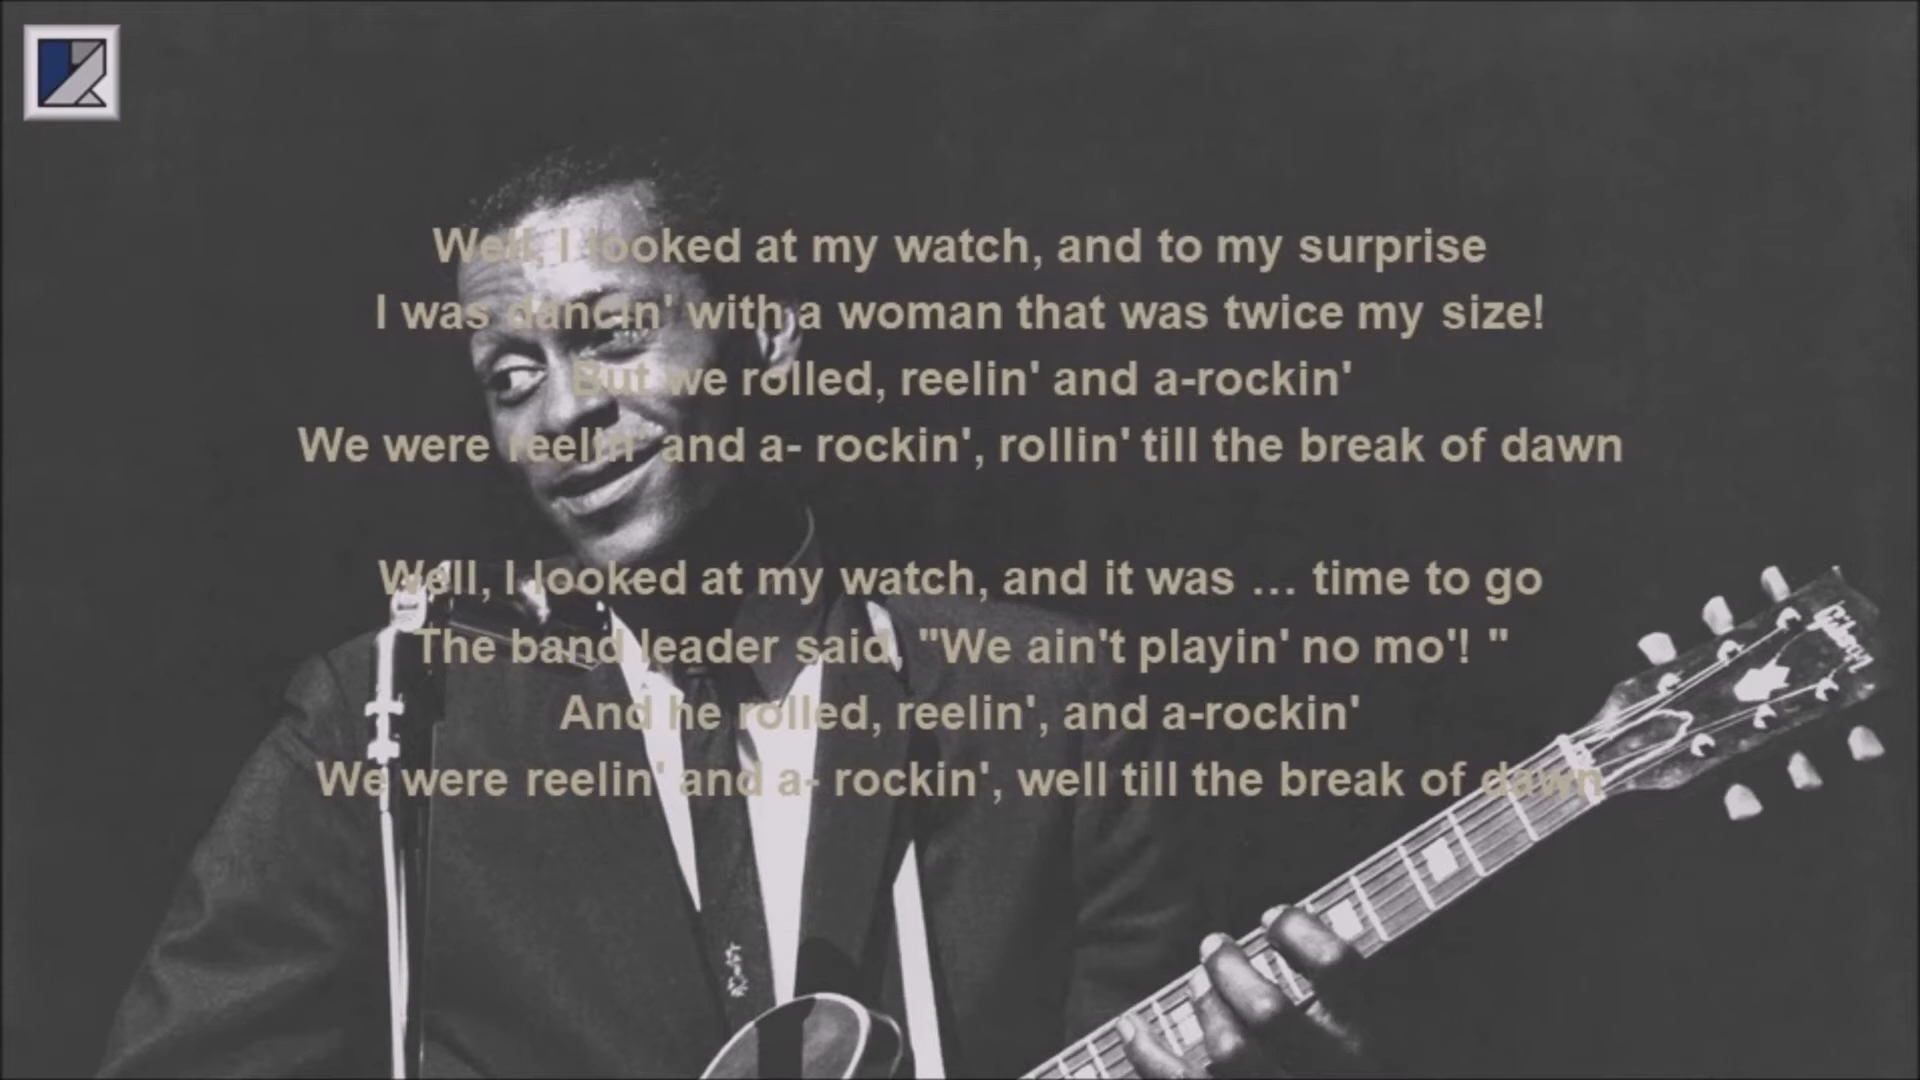 Well, I looked at my watch, and to my surprise
I was dancin' with a woman that was twice my size!
But we rolled, reelin' and a-rockin'
We were reelin' and a- rockin', rollin' till the break of dawn
Well, I looked at my watch, and it was … time to go
The band leader said, "We ain't playin' no mo'! "
And he rolled, reelin', and a-rockin'
We were reelin' and a- rockin', well till the break of dawn
Gibson